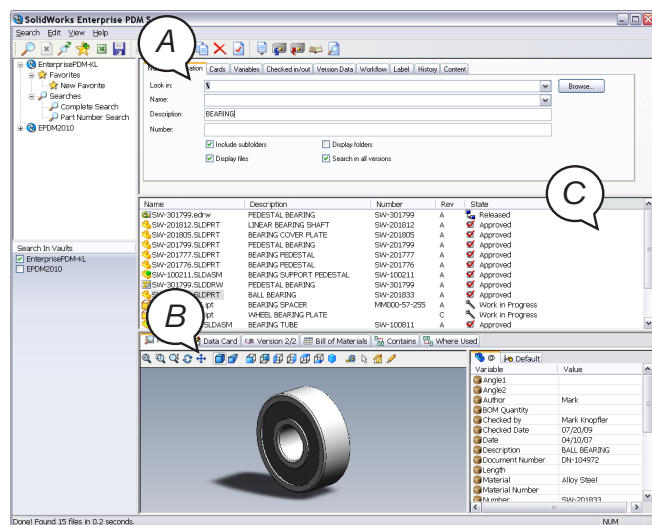 SolidWorks Enterprise PDM S
Search Edit View Help
A
EnterprisePDM-KL
Favorites
New Favorite
Searches
Complete Search
Part Number Search
EPDM2010
Cards Variables Checked in/out Version Data Workflow Label History Content
Look in: % Browse...
Name:
Description: BEARING
Number:
Include subfolders Display folders
Display files Search in all versions
C
Name Description Number Rev State
SW-301799.edrw PEDESTAL BEARING SW-301799 A Released
SW-201812.SLDPRT LINEAR BEARING SHAFT SW-201812 A Approved
SW-201805.SLDPRT BEARING COVER PLATE SW-201805 A Approved
SW-201799.SLDPRT PEDESTAL BEARING SW-201799 A Approved
SW-201777.SLDPRT BEARING PEDESTAL SW-201777 A Approved
SW-201776.SLDPRT BEARING PEDESTAL SW-201776 A Approved
SW-100211.SLDASM BEARING SUPPORT PEDESTAL SW-100211 A Approved
SW-301799.SLDDRW PEDESTAL BEARING SW-301799 A Approved
SLDPRT BALL BEARING SW-201833 A Approved
.ipt BEARING SPACER MM000-57-255 A Work in Progress
.ipt WHEEL BEARING PLATE C Work in Progress
SLDASM BEARING TUBE SW-100811 A Approved
B
Search In Vaults
EnterprisePDM-KL
EPDM2010
Data Card Version 2/2 Bill of Materials Contains Where Used
@ Default
Variable Value
Angle1
Angle2
Author Mark
BOM Quantity
Checked by Mark Knopfler
Checked Date 07/20/09
Date 04/10/07
Description BALL BEARING
Document Number DN-104972
Length
Material Alloy Steel
Material Number
Number SW-201833
Done! Found 15 files in 0.2 seconds. NUM